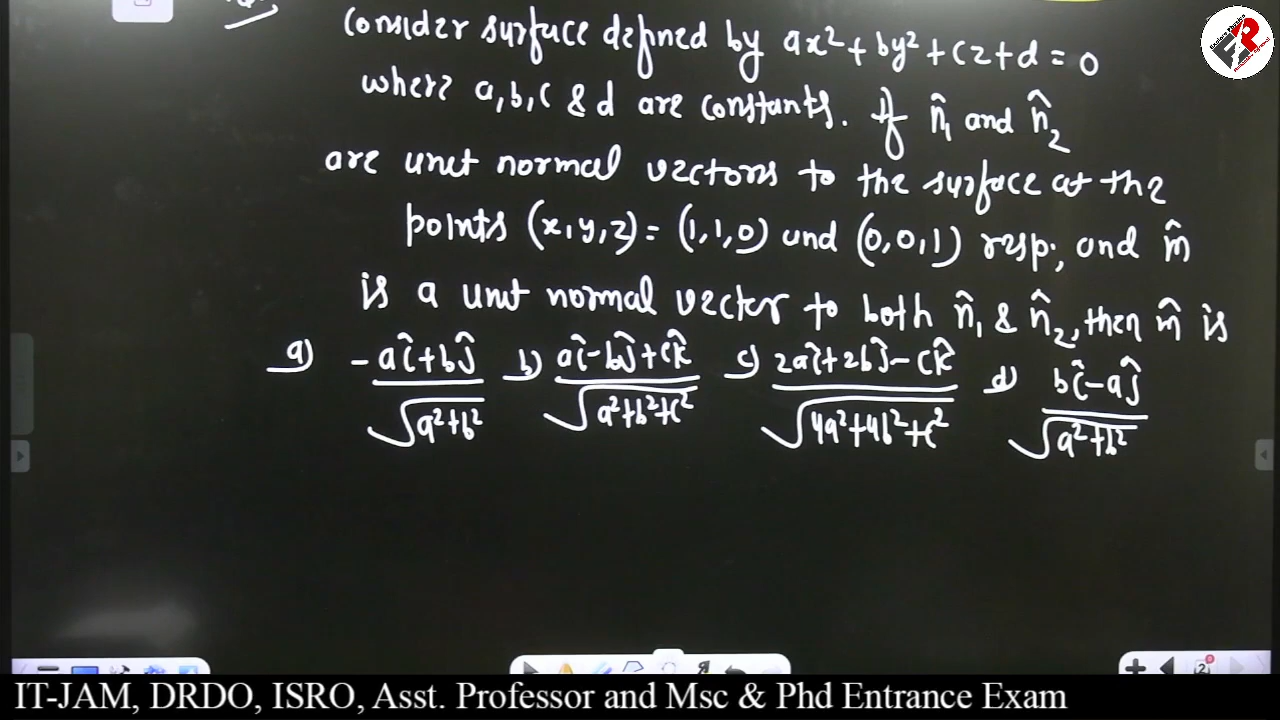 Consider surface defined by ax²+by²+cz+d=0
where a,b,c & d are constants. If n̂₁ and n̂₂
are unit normal vectors to the surface at the
points (x,y,z)=(1,1,0) and (0,0,1) resp; and m̂
is a unit normal vector to both n̂₁ & n̂₂, then m̂ is
a) (-aî+bĵ)/√(a²+b²) b) (aî-bĵ+ck̂)/√(a²+b²+c²) c) (2aî+2bĵ-ck̂)/√(4a²+4b²+c²) d) (bî-aĵ)/√(a²+b²)
IT-JAM, DRDO, ISRO, Asst. Professor and Msc & Phd Entrance Exam